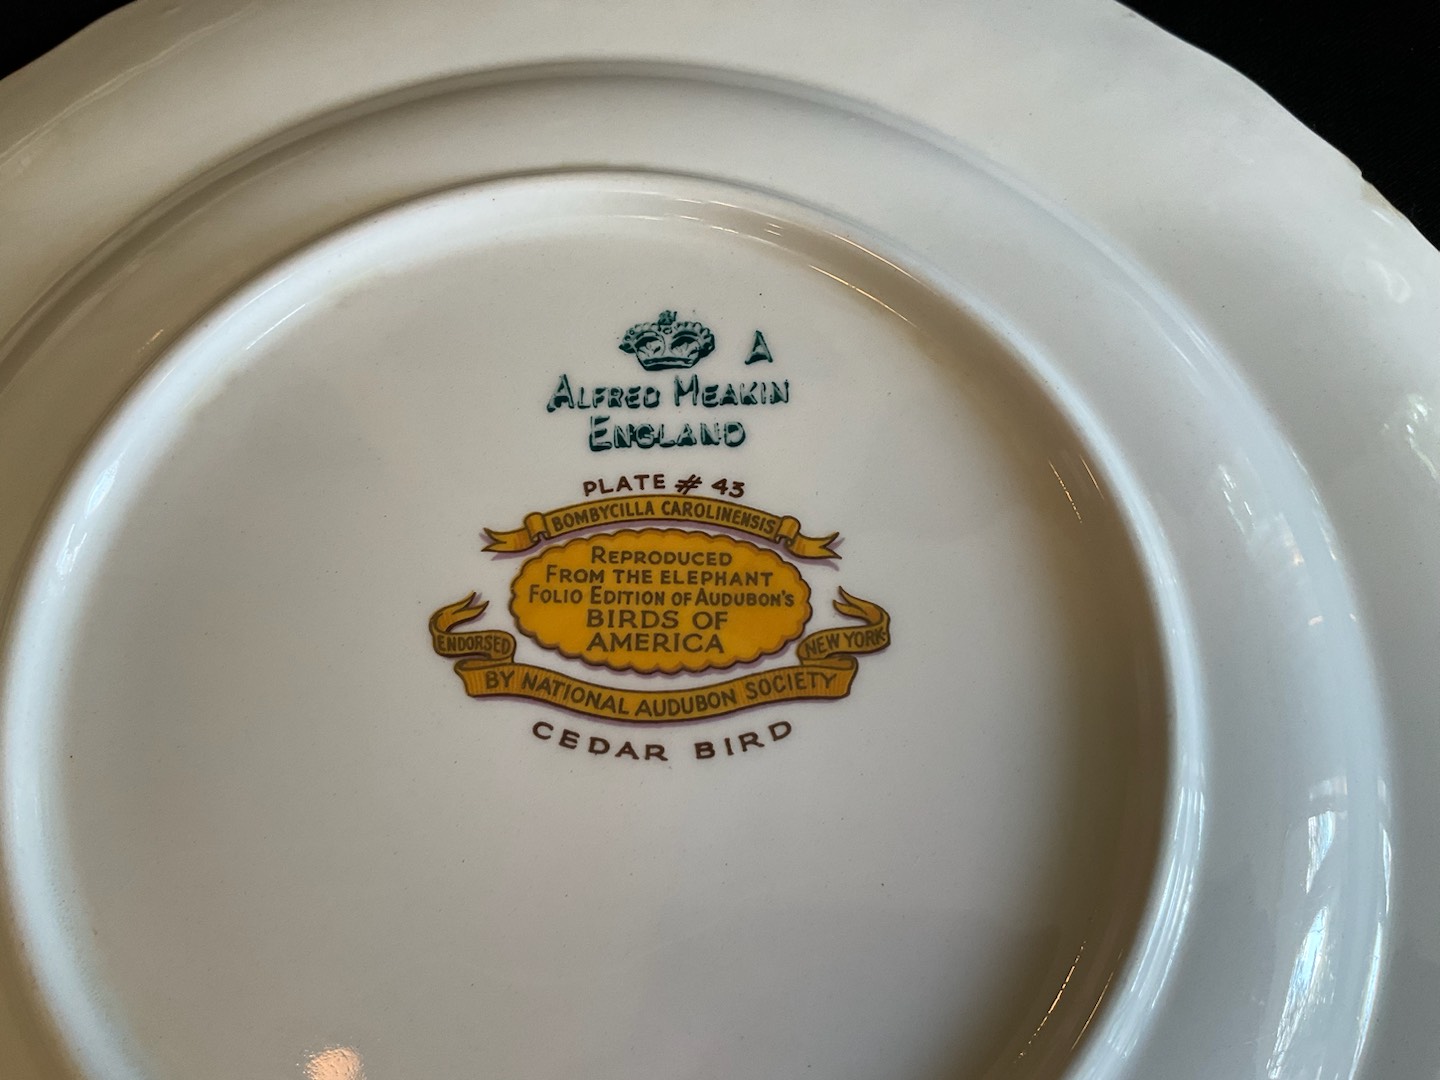 A
ALFRED MEAKIN
ENGLAND
PLATE # 43
BOMBYCILLA CAROLINENSIS
REPRODUCED
FROM THE ELEPHANT
FOLIO EDITION OF AUDUBON'S
BIRDS OF
AMERICA
ENDORSED
BY NATIONAL AUDUBON SOCIETY
NEW YORK
CEDAR BIRD